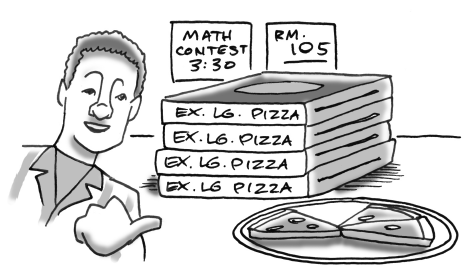 MATH
CONTEST
3:30
RM.
105
EX. LG. PIZZA
EX. LG. PIZZA
EX. LG. PIZZA
EX. LG PIZZA